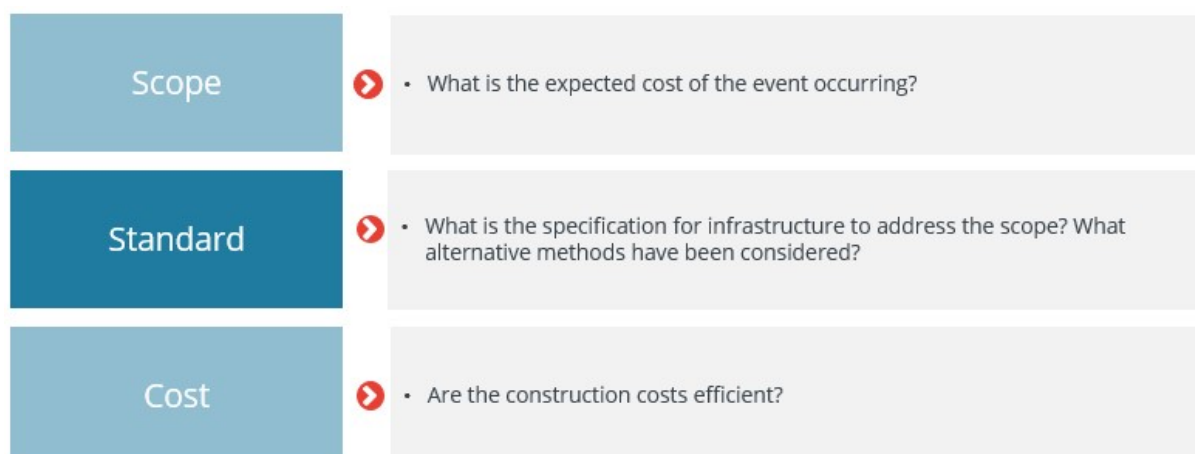 Scope
• What is the expected cost of the event occurring?
Standard
• What is the specification for infrastructure to address the scope? What
alternative methods have been considered?
Cost
• Are the construction costs efficient?